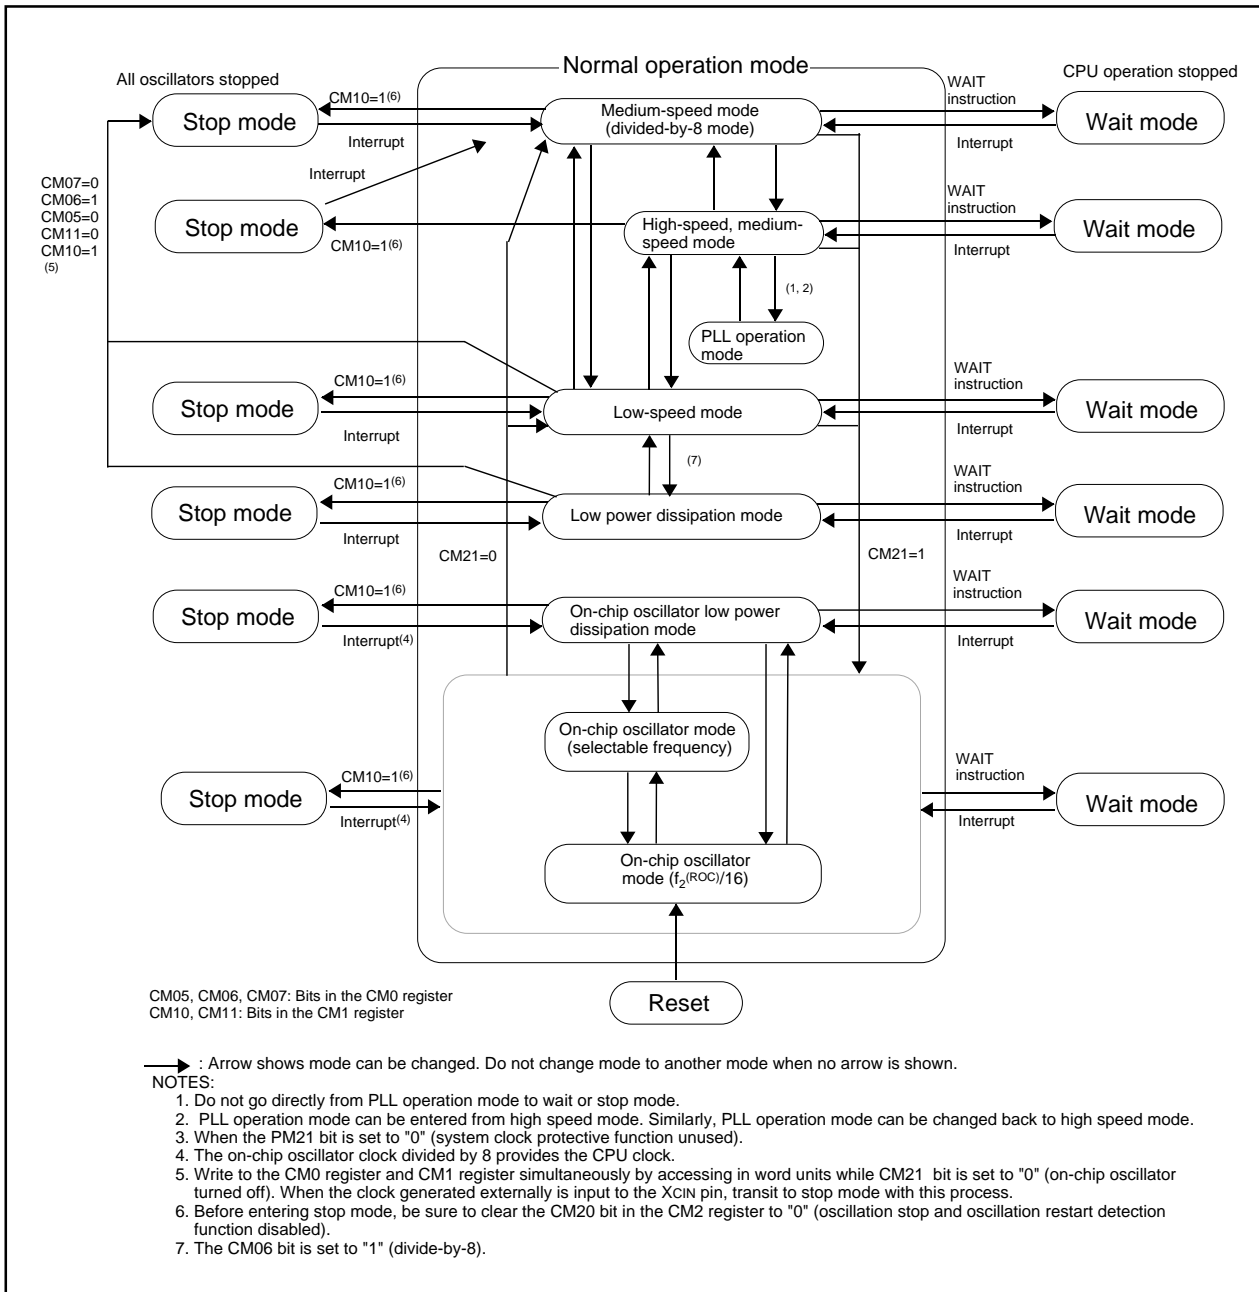 Normal operation mode
All oscillators stopped
CPU operation stopped
WAIT
instruction
CM10=1(6)
Stop mode
Medium-speed mode
(divided-by-8 mode)
Wait mode
Interrupt
Interrupt
Interrupt
CM07=0
CM06=1
CM05=0
CM11=0
CM10=1
(5)
WAIT
instruction
Stop mode
High-speed, medium-
speed mode
Wait mode
CM10=1(6)
Interrupt
(1, 2)
PLL operation
mode
WAIT
instruction
CM10=1(6)
Stop mode
Low-speed mode
Wait mode
Interrupt
Interrupt
(7)
WAIT
instruction
CM10=1(6)
Stop mode
Low power dissipation mode
Wait mode
Interrupt
Interrupt
CM21=0
CM21=1
WAIT
instruction
CM10=1(6)
Stop mode
On-chip oscillator low power
dissipation mode
Wait mode
Interrupt(4)
Interrupt
On-chip oscillator mode
(selectable frequency)
WAIT
instruction
CM10=1(6)
Stop mode
Wait mode
Interrupt(4)
Interrupt
On-chip oscillator
mode (f2(ROC)/16)
Reset
CM05, CM06, CM07: Bits in the CM0 register
CM10, CM11: Bits in the CM1 register
: Arrow shows mode can be changed. Do not change mode to another mode when no arrow is shown.
NOTES:
1. Do not go directly from PLL operation mode to wait or stop mode.
2. PLL operation mode can be entered from high speed mode. Similarly, PLL operation mode can be changed back to high speed mode.
3. When the PM21 bit is set to "0" (system clock protective function unused).
4. The on-chip oscillator clock divided by 8 provides the CPU clock.
5. Write to the CM0 register and CM1 register simultaneously by accessing in word units while CM21 bit is set to "0" (on-chip oscillator
turned off). When the clock generated externally is input to the XCIN pin, transit to stop mode with this process.
6. Before entering stop mode, be sure to clear the CM20 bit in the CM2 register to "0" (oscillation stop and oscillation restart detection
function disabled).
7. The CM06 bit is set to "1" (divide-by-8).